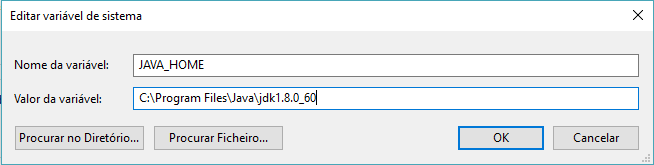 Editar variável de sistema
Nome da variável: JAVA_HOME
Valor da variável: C:\Program Files\Java\jdk1.8.0_60
Procurar no Diretório... Procurar Ficheiro... OK Cancelar